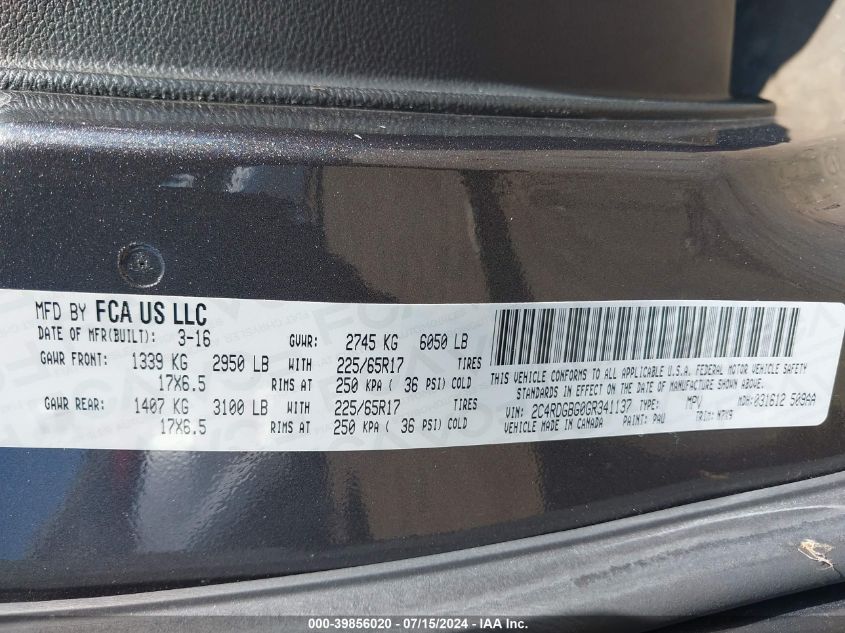 MFD BY FCA US LLC
DATE OF MFR(BUILT): 3-16 GVWR: 2745 KG 6050 LB
GAWR FRONT: 1339 KG 2950 LB WITH 225/65R17 TIRES
17X6.5 RIMS AT 250 KPA ( 36 PSI) COLD
GAWR REAR: 1407 KG 3100 LB WITH 225/65R17 TIRES
17X6.5 RIMS AT 250 KPA ( 36 PSI) COLD
THIS VEHICLE CONFORMS TO ALL APPLICABLE U.S.A. FEDERAL MOTOR VEHICLE SAFETY
STANDARDS IN EFFECT ON THE DATE OF MANUFACTURE SHOWN ABOVE.
VIN: 2C4RDGBG0GR341137 TYPE: MPV MDH: 031612 509AA
VEHICLE MADE IN CANADA PAINT: PAU TRIM:
000-39856020 - 07/15/2024 - IAA Inc.